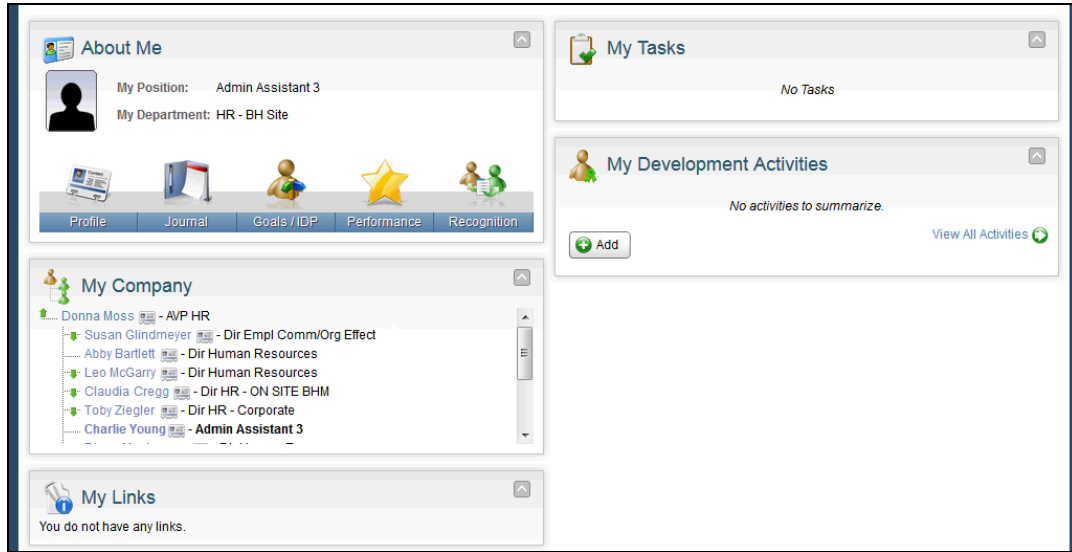 About Me
My Position: Admin Assistant 3
My Department: HR - BH Site
Profile Journal Goals / IDP Performance Recognition
My Company
Donna Moss - AVP HR
Susan Glindmeyer - Dir Empl Comm/Org Effect
Abby Bartlett - Dir Human Resources
Leo McGarry - Dir Human Resources
Claudia Cregg - Dir HR - ON SITE BHM
Toby Ziegler - Dir HR - Corporate
Charlie Young - Admin Assistant 3
My Links
You do not have any links.
My Tasks
No Tasks
My Development Activities
No activities to summarize.
Add
View All Activities